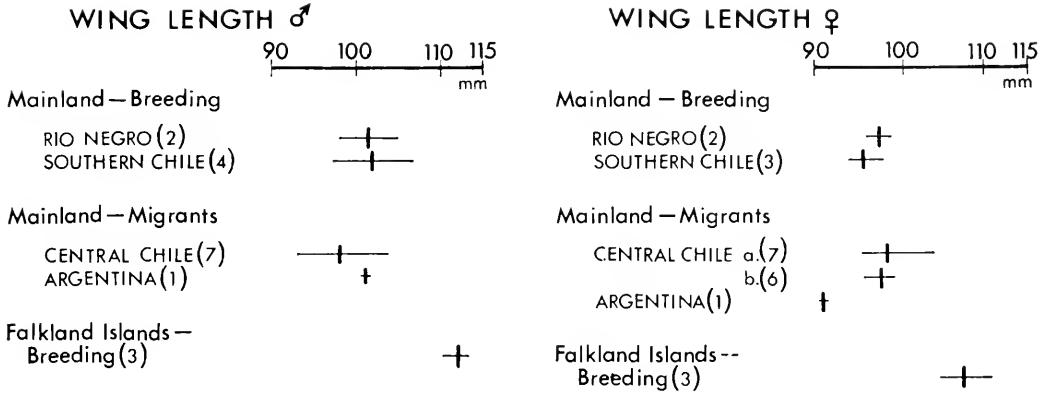 WING LENGTH ♂
90 100 110 115
mm
Mainland — Breeding
RIO NEGRO (2)
SOUTHERN CHILE (4)
Mainland — Migrants
CENTRAL CHILE (7)
ARGENTINA (1)
Falkland Islands —
Breeding (3)
WING LENGTH ♀
90 100 110 115
mm
Mainland — Breeding
RIO NEGRO (2)
SOUTHERN CHILE (3)
Mainland — Migrants
CENTRAL CHILE a. (7)
b. (6)
ARGENTINA (1)
Falkland Islands --
Breeding (3)